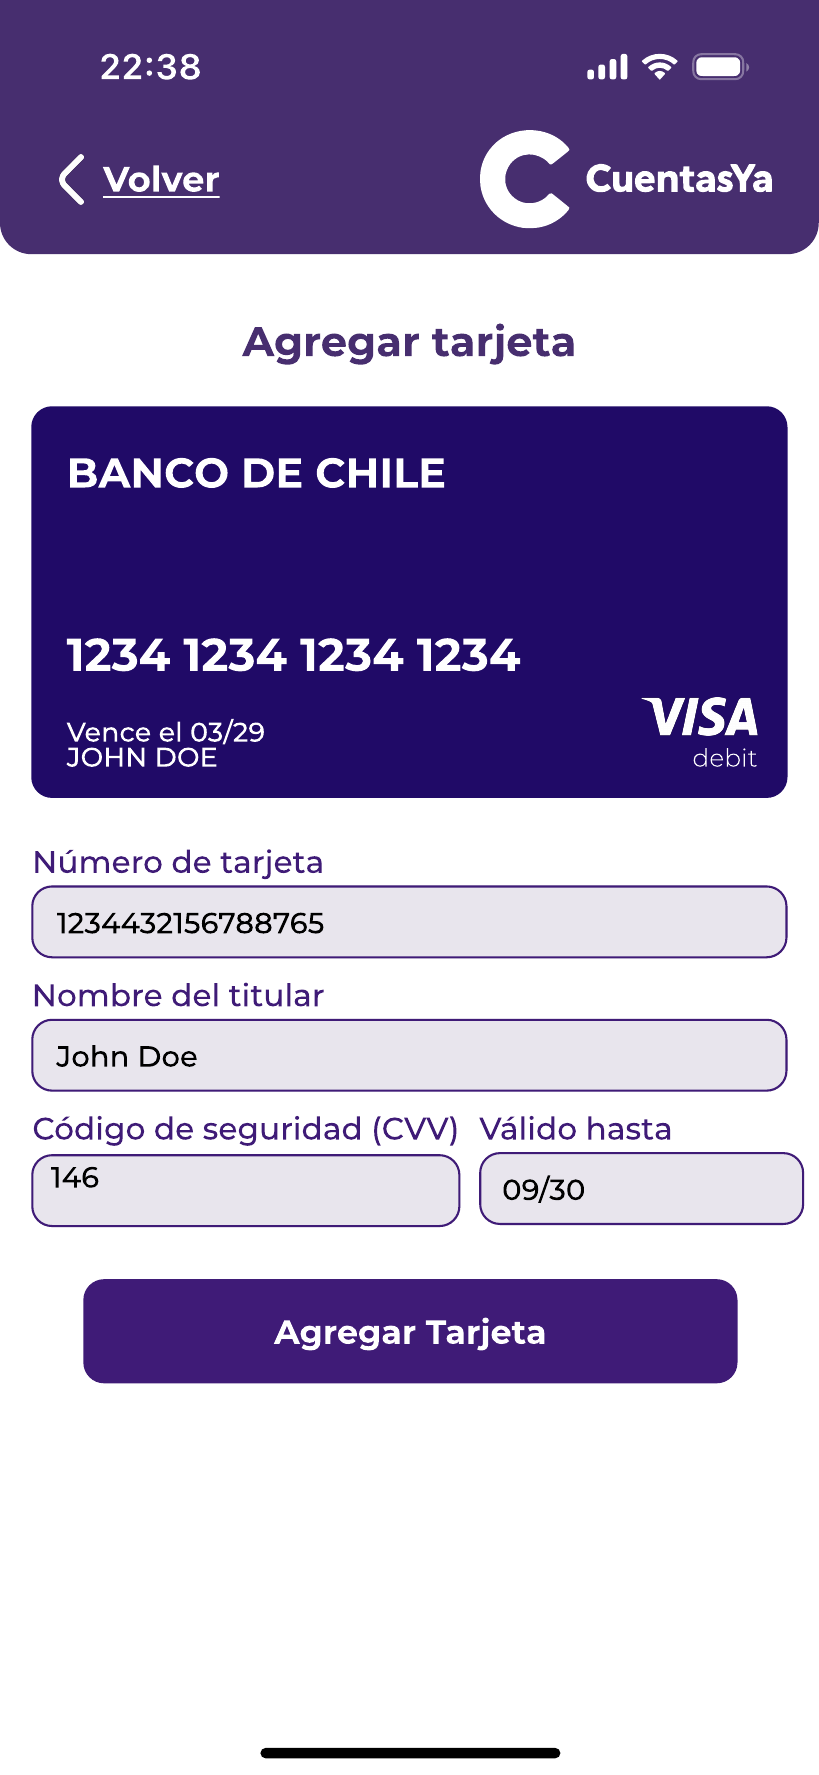 22:38
Volver
CuentasYa
Agregar tarjeta
BANCO DE CHILE
1234 1234 1234 1234
Vence el 03/29
JOHN DOE
VISA
debit
Número de tarjeta
1234432156788765
Nombre del titular
John Doe
Código de seguridad (CVV) Válido hasta
146 09/30
Agregar Tarjeta